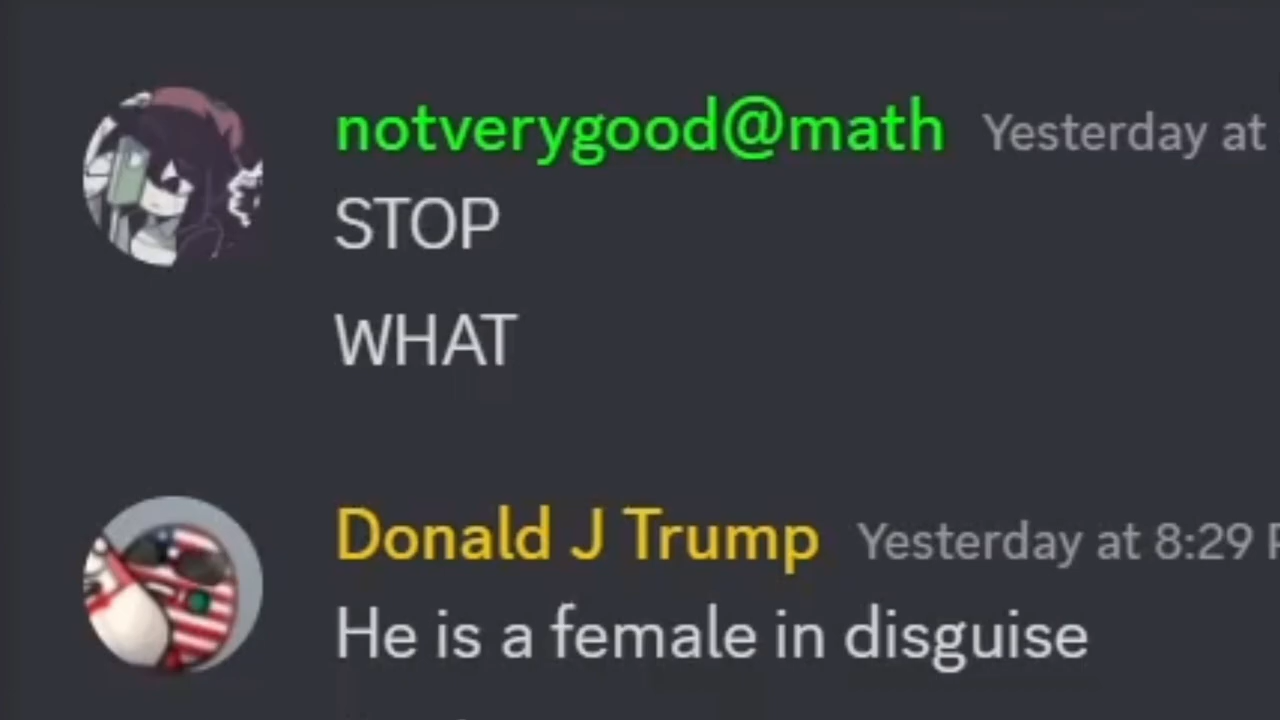 notverygood@math Yesterday at
STOP
WHAT
Donald J Trump Yesterday at 8:29
He is a female in disguise